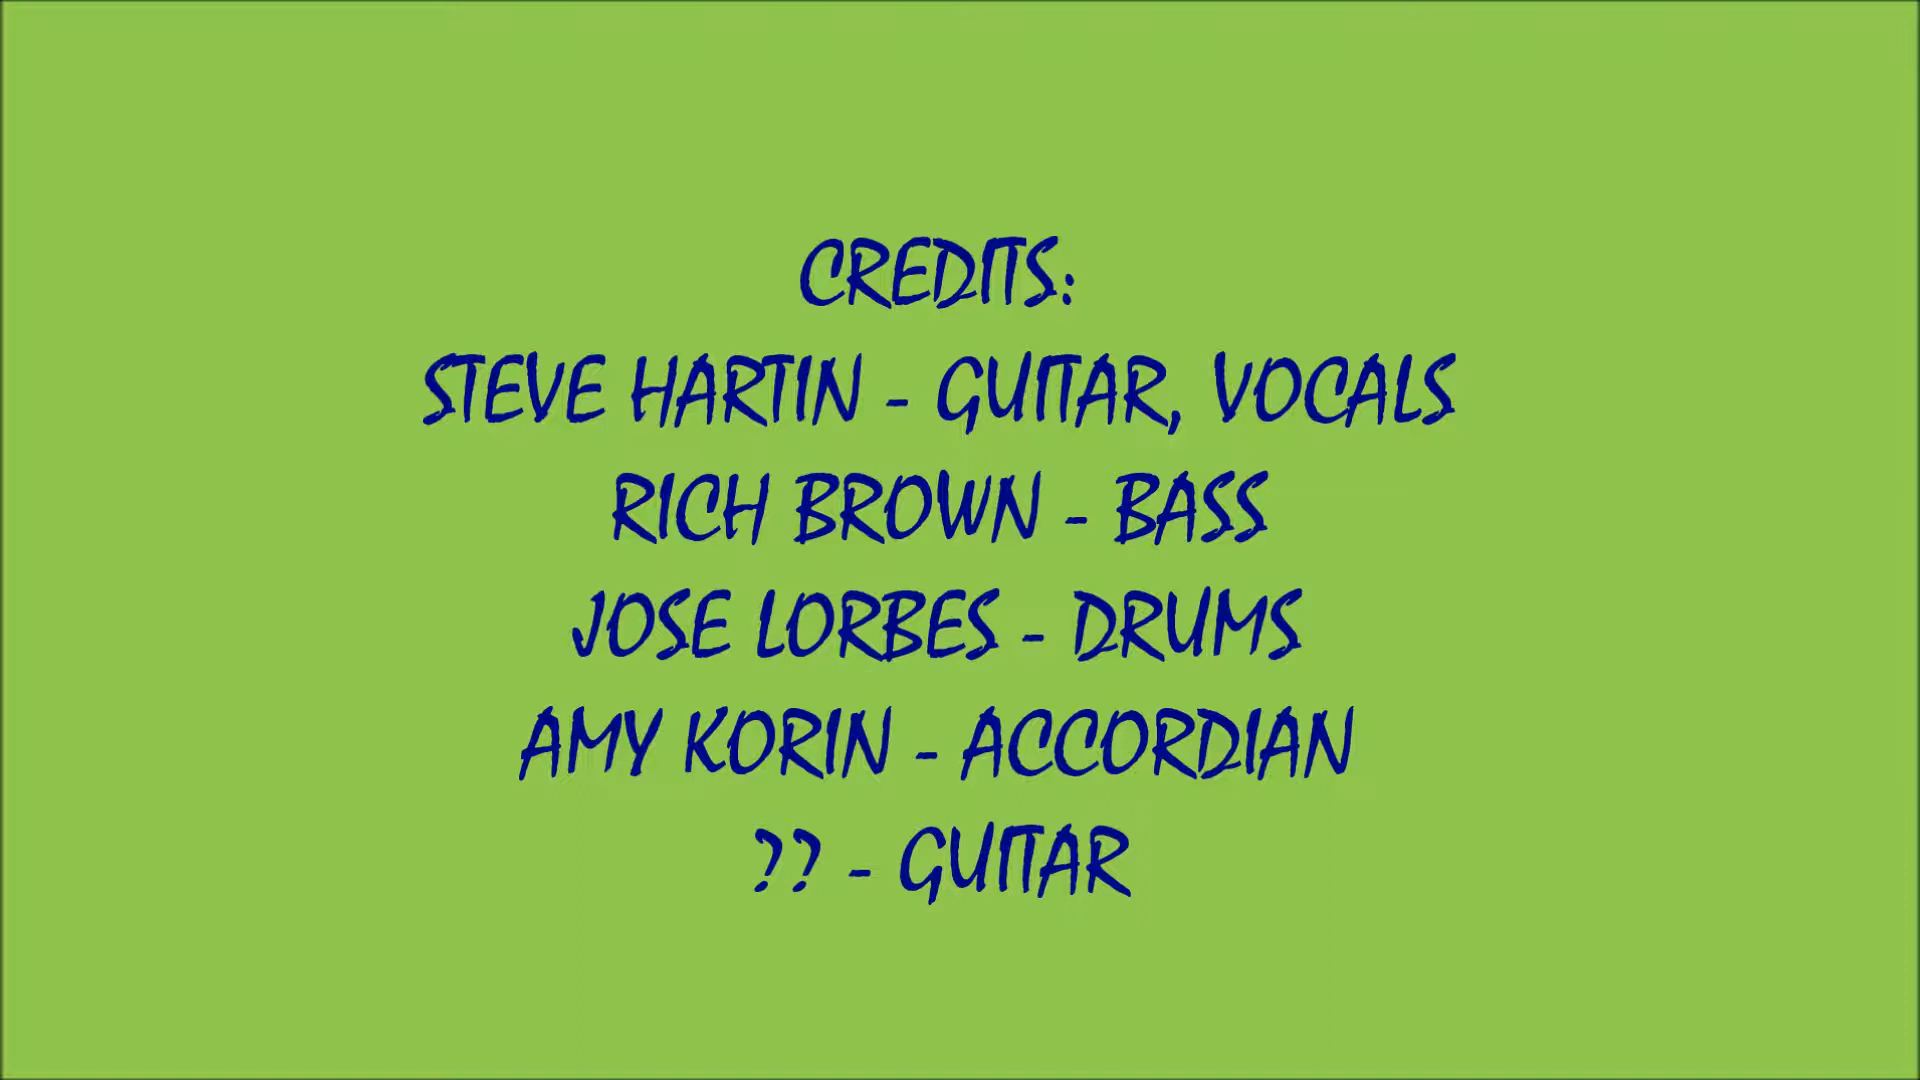 CREDITS:
STEVE HARTIN - GUITAR, VOCALS
RICH BROWN - BASS
JOSE LORBES - DRUMS
AMY KORIN - ACCORDIAN
?? - GUITAR